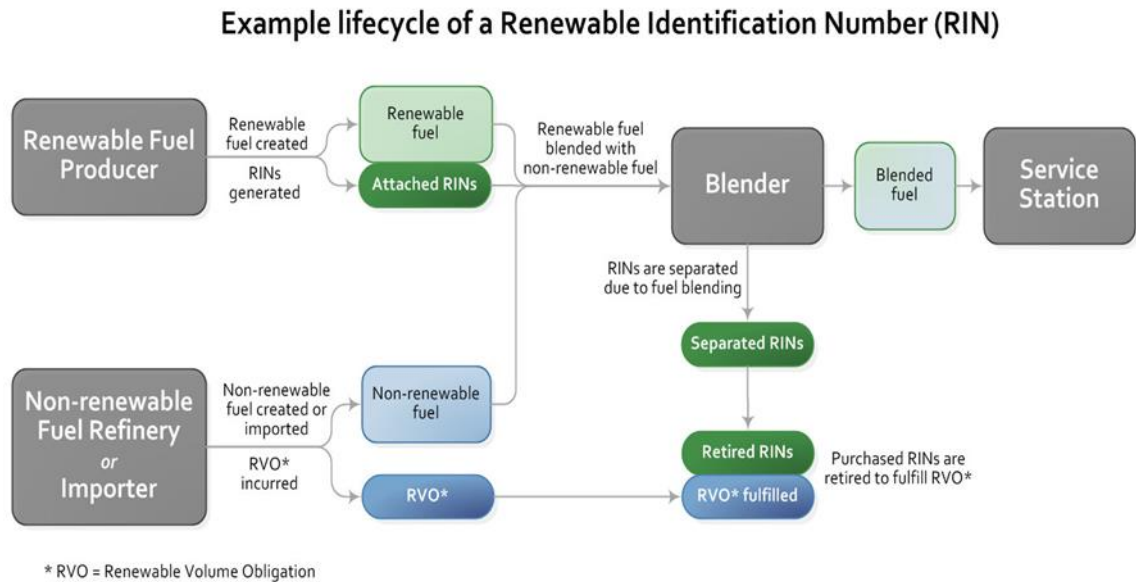 Example lifecycle of a Renewable Identification Number (RIN)
Renewable Fuel
Producer
Renewable
fuel created
RINs
generated
Renewable
fuel
Attached RINs
Renewable fuel
blended with
non-renewable fuel
Blender
Blended
fuel
Service
Station
RINs are separated
due to fuel blending
Separated RINs
Non-renewable
Fuel Refinery
or
Importer
Non-renewable
fuel created or
imported
RVO*
incurred
Non-renewable
fuel
RVO*
Retired RINs
RVO* fulfilled
Purchased RINs are
retired to fulfill RVO*
* RVO = Renewable Volume Obligation